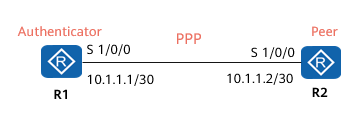 Authenticator
PPP
Peer
S 1/0/0
S 1/0/0
R
R
10.1.1.1/30
10.1.1.2/30
R1
R2